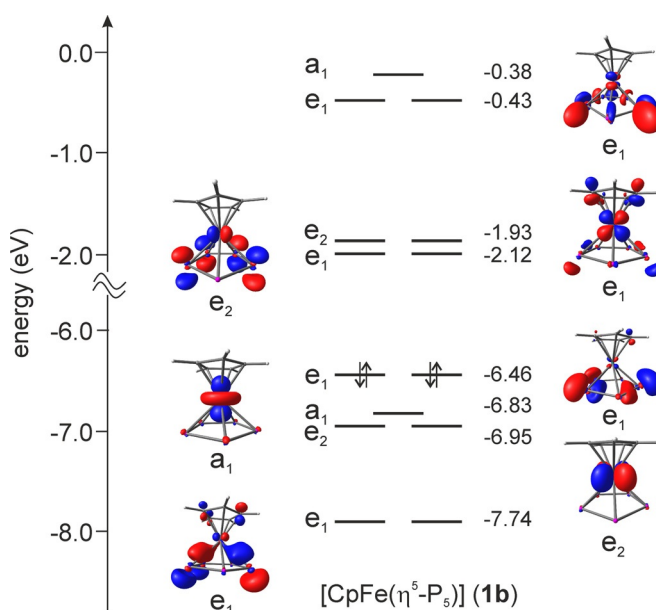 0.0
a₁
-0.38
e₁
-0.43
e₁
-1.0
energy (eV)
-2.0
e₂
-1.93
e₁
-2.12
e₂
e₁
-6.0
e₁
-6.46
a₁
-6.83
e₁
-7.0
e₂
-6.95
a₁
e₁
-7.74
e₂
-8.0
e₁
[CpFe(η⁵-P₅)] (1b)